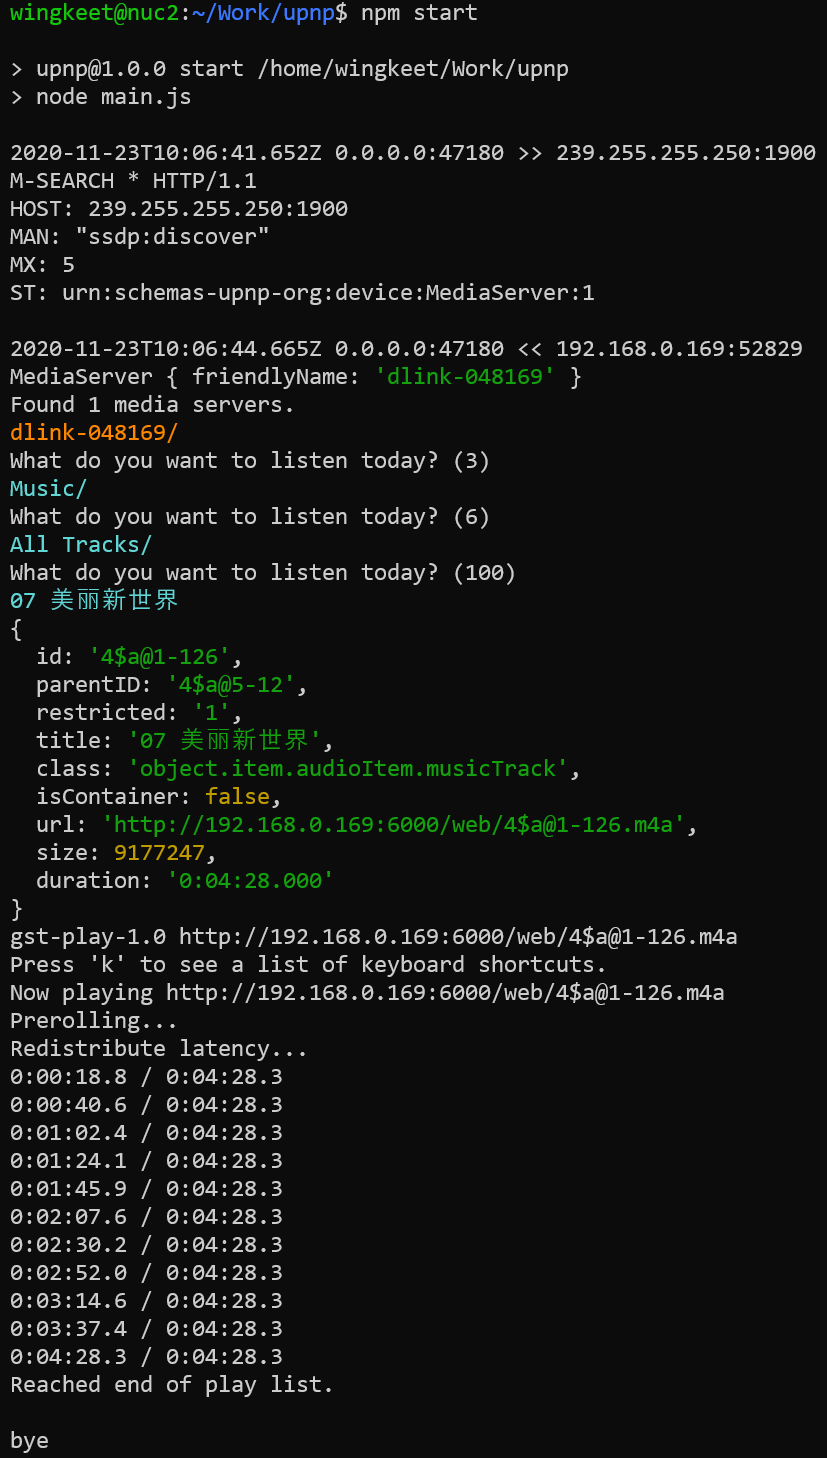 wingkeet@nuc2:~/Work/upnp$ npm start
> upnp@1.0.0 start /home/wingkeet/Work/upnp
> node main.js
2020-11-23T10:06:41.652Z 0.0.0.0:47180 >> 239.255.255.250:1900
M-SEARCH * HTTP/1.1
HOST: 239.255.255.250:1900
MAN: "ssdp:discover"
MX: 5
ST: urn:schemas-upnp-org:device:MediaServer:1
2020-11-23T10:06:44.665Z 0.0.0.0:47180 << 192.168.0.169:52829
MediaServer { friendlyName: 'dlink-048169' }
Found 1 media servers.
dlink-048169/
What do you want to listen today? (3)
Music/
What do you want to listen today? (6)
All Tracks/
What do you want to listen today? (100)
07 美丽新世界
{
  id: '4$a@1-126',
  parentID: '4$a@5-12',
  restricted: '1',
  title: '07 美丽新世界',
  class: 'object.item.audioItem.musicTrack',
  isContainer: false,
  url: 'http://192.168.0.169:6000/web/4$a@1-126.m4a',
  size: 9177247,
  duration: '0:04:28.000'
}
gst-play-1.0 http://192.168.0.169:6000/web/4$a@1-126.m4a
Press 'k' to see a list of keyboard shortcuts.
Now playing http://192.168.0.169:6000/web/4$a@1-126.m4a
Prerolling...
Redistribute latency...
0:00:18.8 / 0:04:28.3
0:00:40.6 / 0:04:28.3
0:01:02.4 / 0:04:28.3
0:01:24.1 / 0:04:28.3
0:01:45.9 / 0:04:28.3
0:02:07.6 / 0:04:28.3
0:02:30.2 / 0:04:28.3
0:02:52.0 / 0:04:28.3
0:03:14.6 / 0:04:28.3
0:03:37.4 / 0:04:28.3
0:04:28.3 / 0:04:28.3
Reached end of play list.
bye